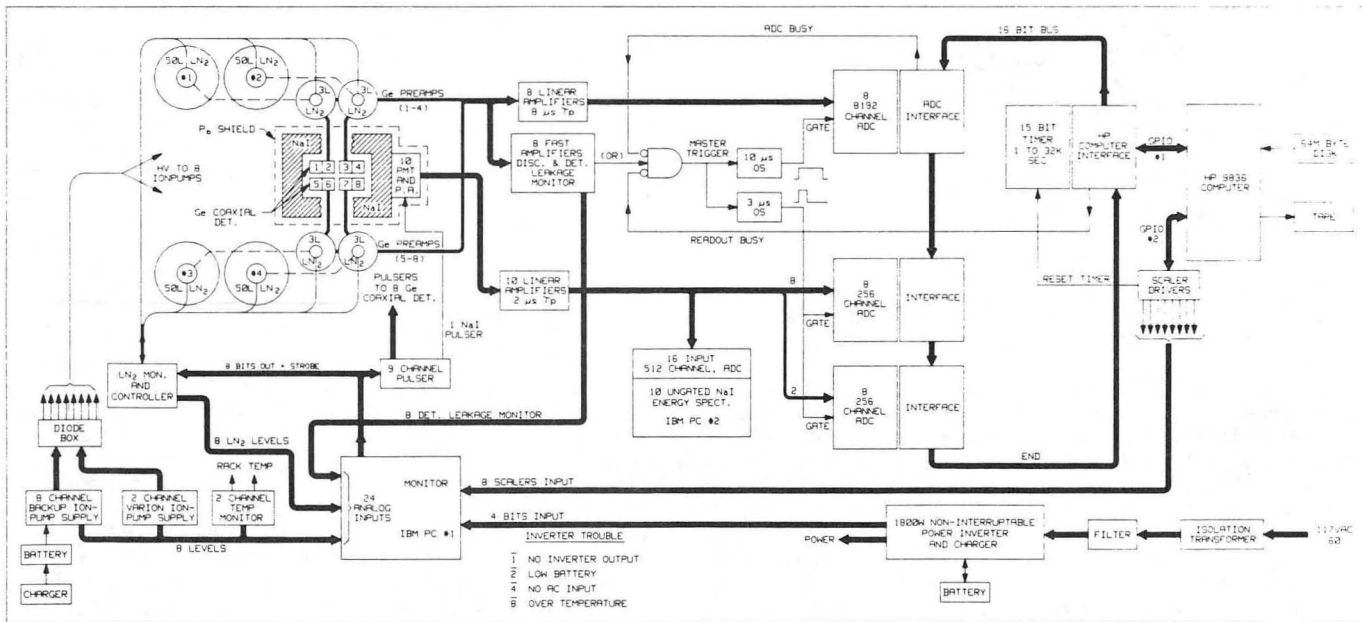 50L LN₂
#1
50L LN₂
#2
3L
LN₂
3L
LN₂
Ge PREAMPS
(1-4)
Pb SHIELD
NaI
1 2 3 4
5 6 7 8
NaI
10
PMT
AND
P.A.
HV TO 8
IONPUMPS
Ge COAXIAL
DET.
3L
LN₂
3L
LN₂
Ge PREAMPS
(5-8)
#3
50L LN₂
#4
50L LN₂
PULSERS
TO 8 Ge
COAXIAL DET.
1 NaI
PULSER
8 LINEAR
AMPLIFIERS
8 µs Tp
8 FAST
AMPLIFIERS
DISC. & DET.
LEAKAGE
MONITOR
(OR)
MASTER
TRIGGER
10 µs
OS
3 µs
OS
ADC BUSY
READOUT BUSY
GATE
8
8192
CHANNEL
ADC
ADC
INTERFACE
16 BIT BUS
15 BIT
TIMER
1 TO 32K
SEC
HP
COMPUTER
INTERFACE
GPIO
#1
HP 9836
COMPUTER
64M BYTE
DISK
TAPE
GPIO
#2
RESET TIMER
SCALER
DRIVERS
10 LINEAR
AMPLIFIERS
2 µs Tp
8
GATE
8
256
CHANNEL
ADC
INTERFACE
16 INPUT
512 CHANNEL, ADC
10 UNGATED NaI
ENERGY SPECT.
IBM PC #2
2
GATE
8
256
CHANNEL
ADC
INTERFACE
END
LN₂ MON.
AND
CONTROLLER
8 BITS OUT + STROBE
9 CHANNEL
PULSER
8 DET. LEAKAGE MONITOR
DIODE
BOX
8 LN₂ LEVELS
RACK TEMP
8 CHANNEL
BACKUP ION-
PUMP SUPPLY
2 CHANNEL
VARION ION-
PUMP SUPPLY
2 CHANNEL
TEMP
MONITOR
8 LEVELS
BATTERY
CHARGER
24
ANALOG
INPUTS
MONITOR
IBM PC #1
8 SCALERS INPUT
4 BITS INPUT
INVERTER TROUBLE
1 NO INVERTER OUTPUT
2 LOW BATTERY
4 NO AC INPUT
8 OVER TEMPERATURE
POWER
1800W NON-INTERRUPTABLE
POWER INVERTER
AND CHARGER
BATTERY
FILTER
ISOLATION
TRANSFORMER
117VAC
60